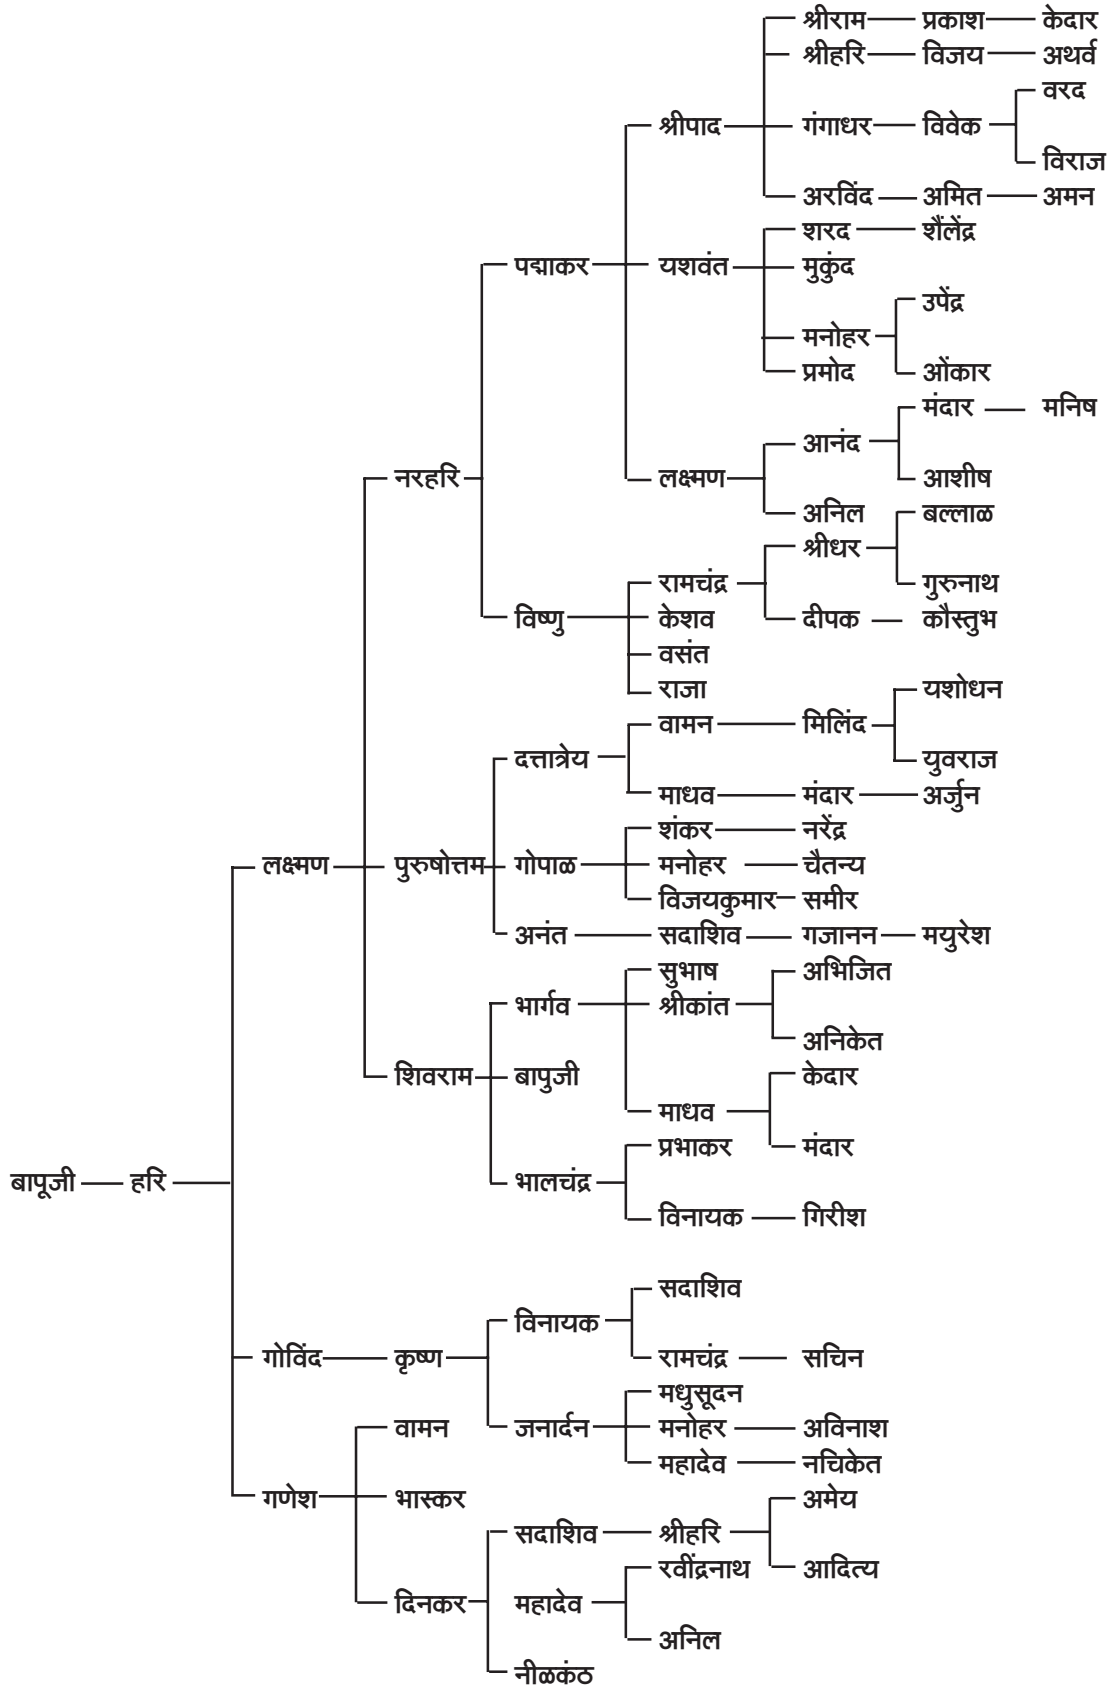 श्रीराम प्रकाश केदार
श्रीहरि विजय अथर्व
वरद
श्रीपाद गंगाधर विवेक
विराज
अरविंद अमित अमन
शरद शैंलेंद्र
पद्माकर यशवंत मुकुंद
उपेंद्र
मनोहर
प्रमोद ओंकार
मंदार मनिष
आनंद
नरहरि लक्ष्मण आशीष
अनिल बल्लाळ
श्रीधर
रामचंद्र गुरुनाथ
विष्णु केशव दीपक कौस्तुभ
वसंत
राजा यशोधन
वामन मिलिंद
दत्तात्रेय युवराज
माधव मंदार अर्जुन
शंकर नरेंद्र
लक्ष्मण पुरुषोत्तम गोपाळ मनोहर चैतन्य
विजयकुमार समीर
अनंत सदाशिव गजानन मयुरेश
सुभाष अभिजित
भार्गव श्रीकांत
अनिकेत
शिवराम बापुजी केदार
माधव
प्रभाकर मंदार
बापूजी हरि भालचंद्र
विनायक गिरीश
सदाशिव
विनायक
गोविंद कृष्ण रामचंद्र सचिन
मधुसूदन
वामन जनार्दन मनोहर अविनाश
महादेव नचिकेत
गणेश भास्कर अमेय
सदाशिव श्रीहरि
रवींद्रनाथ आदित्य
दिनकर महादेव
अनिल
नीळकंठ